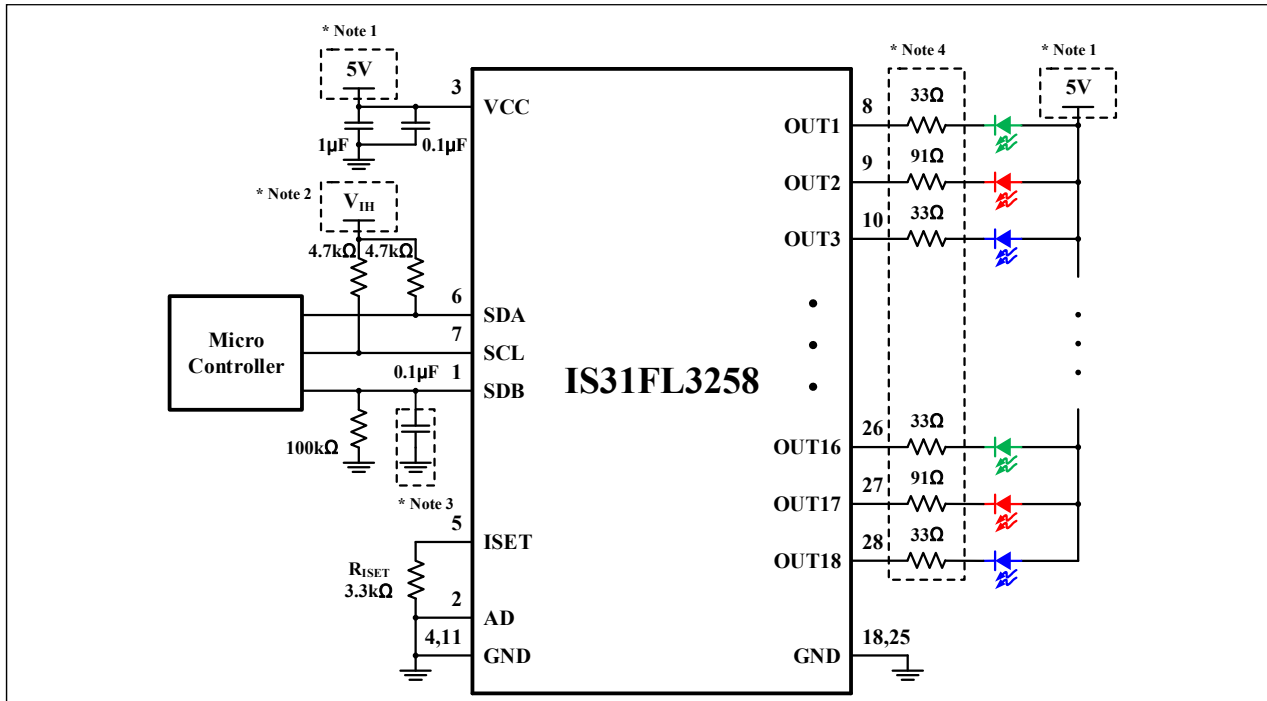 * Note 1
5V
3
VCC
1µF
0.1µF
* Note 2
VIH
4.7kΩ
4.7kΩ
Micro
Controller
6
SDA
7
SCL
0.1µF
1
SDB
100kΩ
* Note 3
5
ISET
RISET
3.3kΩ
2
AD
4,11
GND
IS31FL3258
* Note 4
* Note 1
5V
8
33Ω
OUT1
9
91Ω
OUT2
10
33Ω
OUT3
26
33Ω
OUT16
27
91Ω
OUT17
28
33Ω
OUT18
18,25
GND